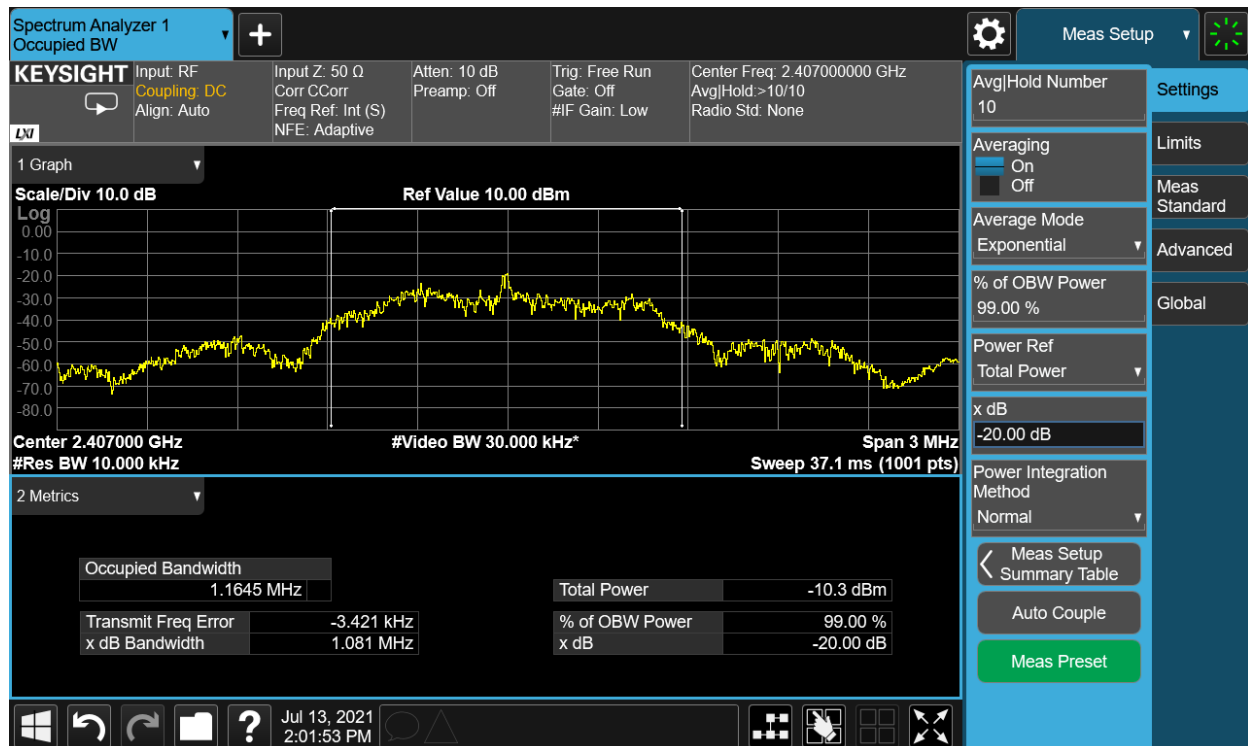 Spectrum Analyzer 1
Occupied BW
+
Meas Setup
KEYSIGHT
LXI
Input: RF
Coupling: DC
Align: Auto
Input Z: 50 Ω
Corr CCorr
Freq Ref: Int (S)
NFE: Adaptive
Atten: 10 dB
Preamp: Off
Trig: Free Run
Gate: Off
#IF Gain: Low
Center Freq: 2.407000000 GHz
Avg|Hold:>10/10
Radio Std: None
1 Graph
Scale/Div 10.0 dB
Ref Value 10.00 dBm
Log
0.00
-10.0
-20.0
-30.0
-40.0
-50.0
-60.0
-70.0
-80.0
Center 2.407000 GHz
#Video BW 30.000 kHz*
Span 3 MHz
#Res BW 10.000 kHz
Sweep 37.1 ms (1001 pts)
2 Metrics
Occupied Bandwidth
1.1645 MHz
Total Power -10.3 dBm
Transmit Freq Error -3.421 kHz
% of OBW Power 99.00 %
x dB Bandwidth 1.081 MHz
x dB -20.00 dB
Avg|Hold Number
10
Averaging
On
Off
Average Mode
Exponential
% of OBW Power
99.00 %
Power Ref
Total Power
x dB
-20.00 dB
Power Integration
Method
Normal
Meas Setup
Summary Table
Auto Couple
Meas Preset
Settings
Limits
Meas
Standard
Advanced
Global
?
Jul 13, 2021
2:01:53 PM